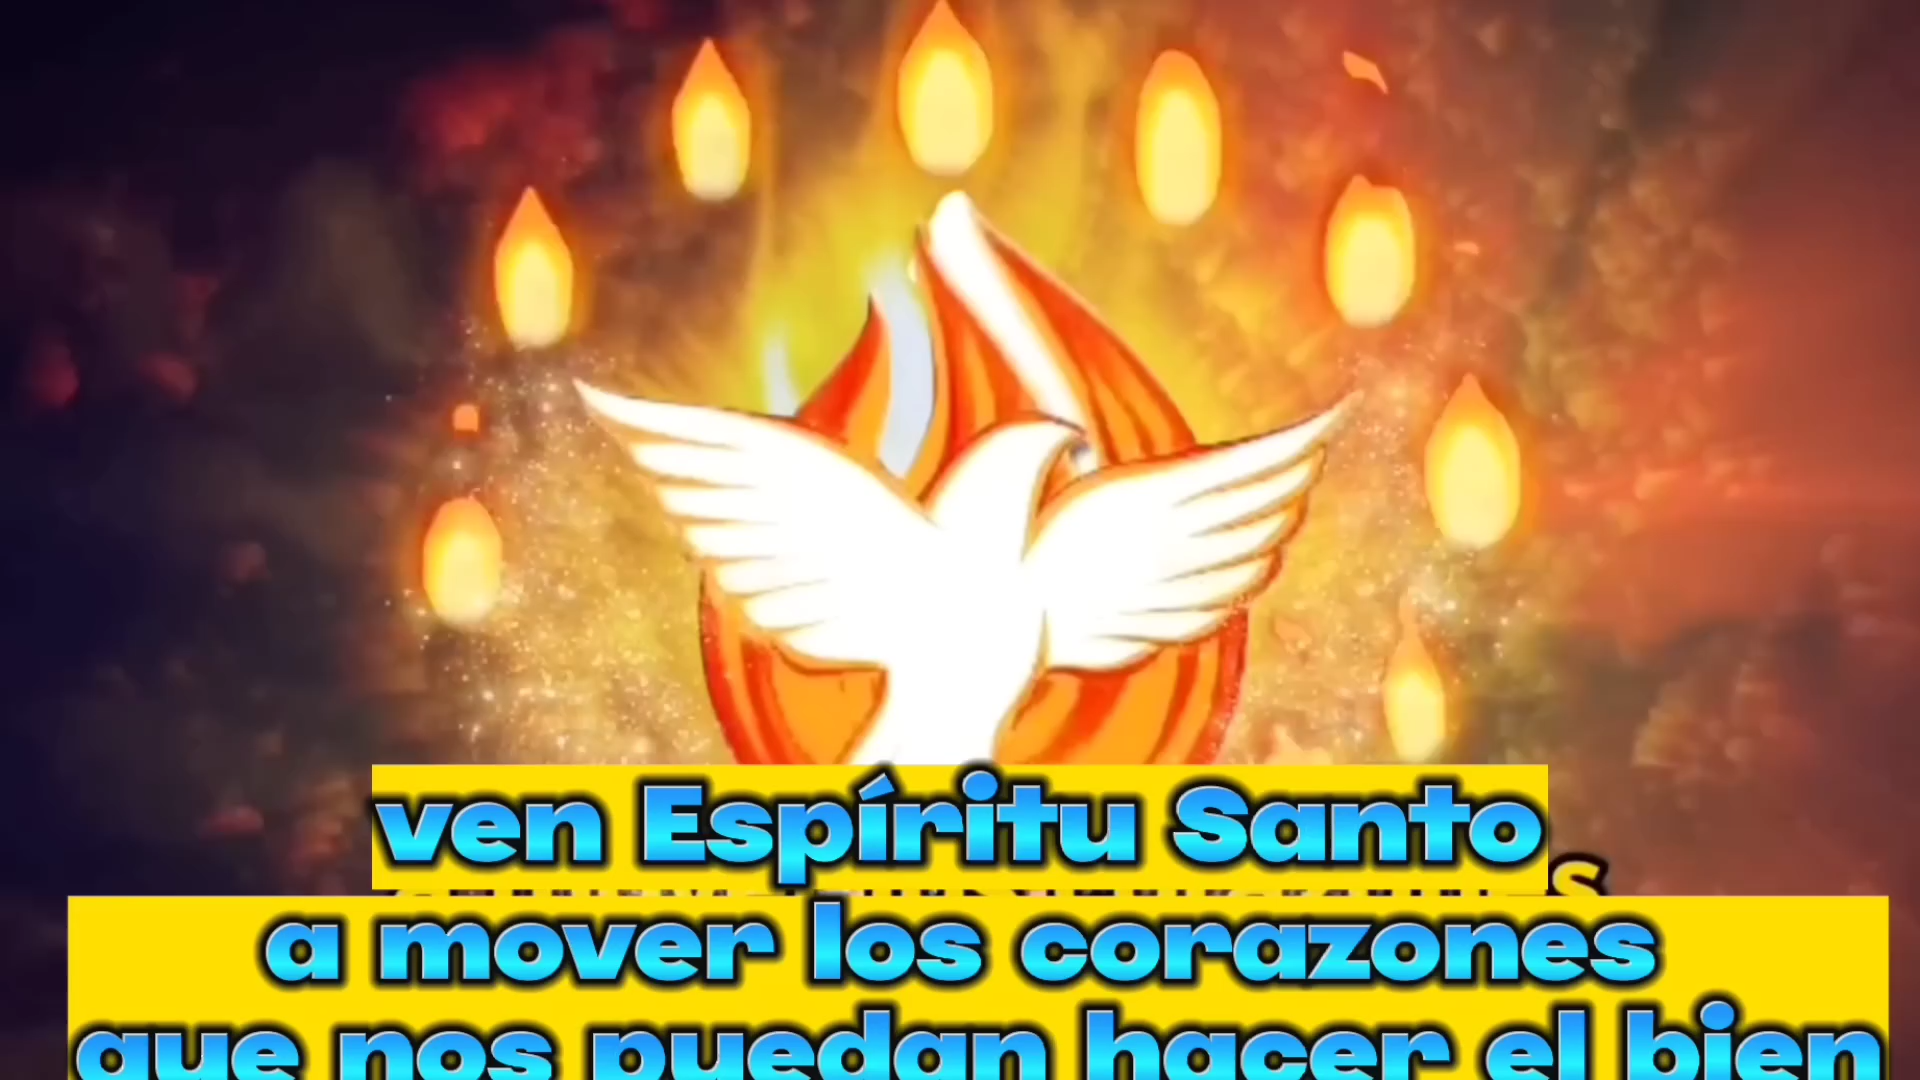 ven Espíritu Santo
a mover los corazones
que nos puedan hacer el bien